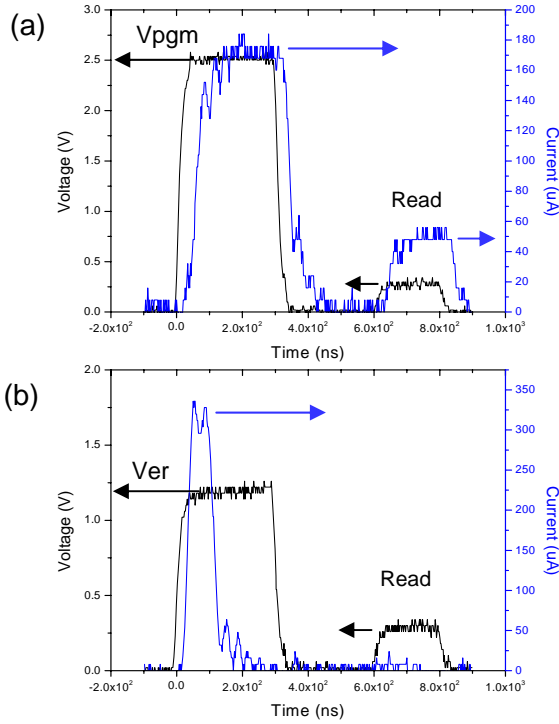 (a)
Vpgm
Read
3.0
2.5
2.0
1.5
1.0
0.5
0.0
Voltage (V)
200
180
160
140
120
100
80
60
40
20
0
Current (uA)
-2.0x10²
0.0
2.0x10²
4.0x10²
6.0x10²
8.0x10²
1.0x10³
Time (ns)
(b)
Ver
Read
2.0
1.5
1.0
0.5
0.0
Voltage (V)
350
300
250
200
150
100
50
0
Current (uA)
-2.0x10²
0.0
2.0x10²
4.0x10²
6.0x10²
8.0x10²
1.0x10³
Time (ns)